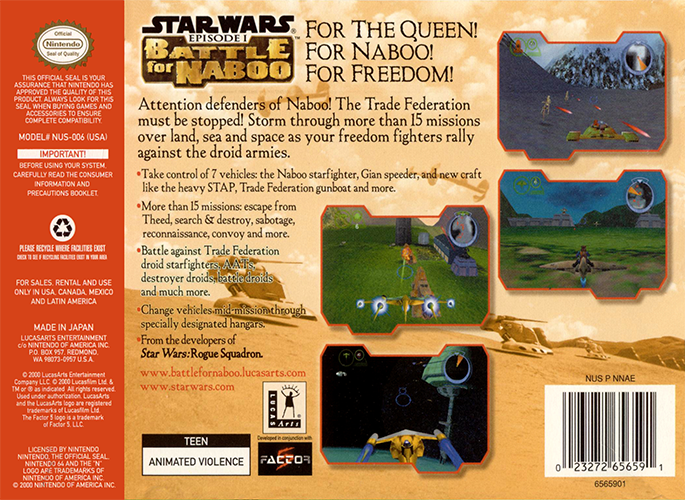 Official
Nintendo
Seal of Quality
THIS OFFICIAL SEAL IS YOUR
ASSURANCE THAT NINTENDO HAS
APPROVED THE QUALITY OF THIS
PRODUCT. ALWAYS LOOK FOR THIS
SEAL WHEN BUYING GAMES AND
ACCESSORIES TO ENSURE
COMPLETE COMPATIBILITY.
MODEL# NUS-006 (USA)
IMPORTANT!
BEFORE USING YOUR SYSTEM,
CAREFULLY READ THE CONSUMER
INFORMATION AND
PRECAUTIONS BOOKLET.
PLEASE RECYCLE WHERE FACILITIES EXIST
CHECK TO SEE IF RECYCLING FACILITIES EXIST IN YOUR AREA
FOR SALES, RENTAL AND USE
ONLY IN USA, CANADA, MEXICO
AND LATIN AMERICA
MADE IN JAPAN
LUCASARTS ENTERTAINMENT
c/o NINTENDO OF AMERICA INC.
P.O. BOX 957, REDMOND,
WA 98073-0957 U.S.A.
© 2000 LucasArts Entertainment
Company LLC. © 2000 Lucasfilm Ltd. &
TM or ® as indicated. All rights reserved.
Used under authorization. LucasArts
and the LucasArts logo are registered
trademarks of Lucasfilm Ltd.
The Factor 5 logo is a trademark
of Factor 5, LLC.
LICENSED BY NINTENDO
NINTENDO, THE OFFICIAL SEAL,
NINTENDO 64 AND THE "N"
LOGO ARE TRADEMARKS OF
NINTENDO OF AMERICA INC.
© 2000 NINTENDO OF AMERICA INC.
STAR WARS
EPISODE I
BATTLE
for NABOO
FOR THE QUEEN!
FOR NABOO!
FOR FREEDOM!
Attention defenders of Naboo! The Trade Federation
must be stopped! Storm through more than 15 missions
over land, sea and space as your freedom fighters rally
against the droid armies.
•Take control of 7 vehicles: the Naboo starfighter, Gian speeder, and new craft
like the heavy STAP, Trade Federation gunboat and more.
•More than 15 missions: escape from
Theed, search & destroy, sabotage,
reconnaissance, convoy and more.
•Battle against Trade Federation
droid starfighters, AATs,
destroyer droids, battle droids
and much more.
•Change vehicles mid-mission through
specially designated hangars.
•From the developers of
Star Wars: Rogue Squadron.
www.battlefornaboo.lucasarts.com
www.starwars.com
TEEN
ANIMATED VIOLENCE
LUCAS
Arts
Developed in conjunction with
FACTOR 5
NUS P NNAE
0 23272 65659 1
6565901